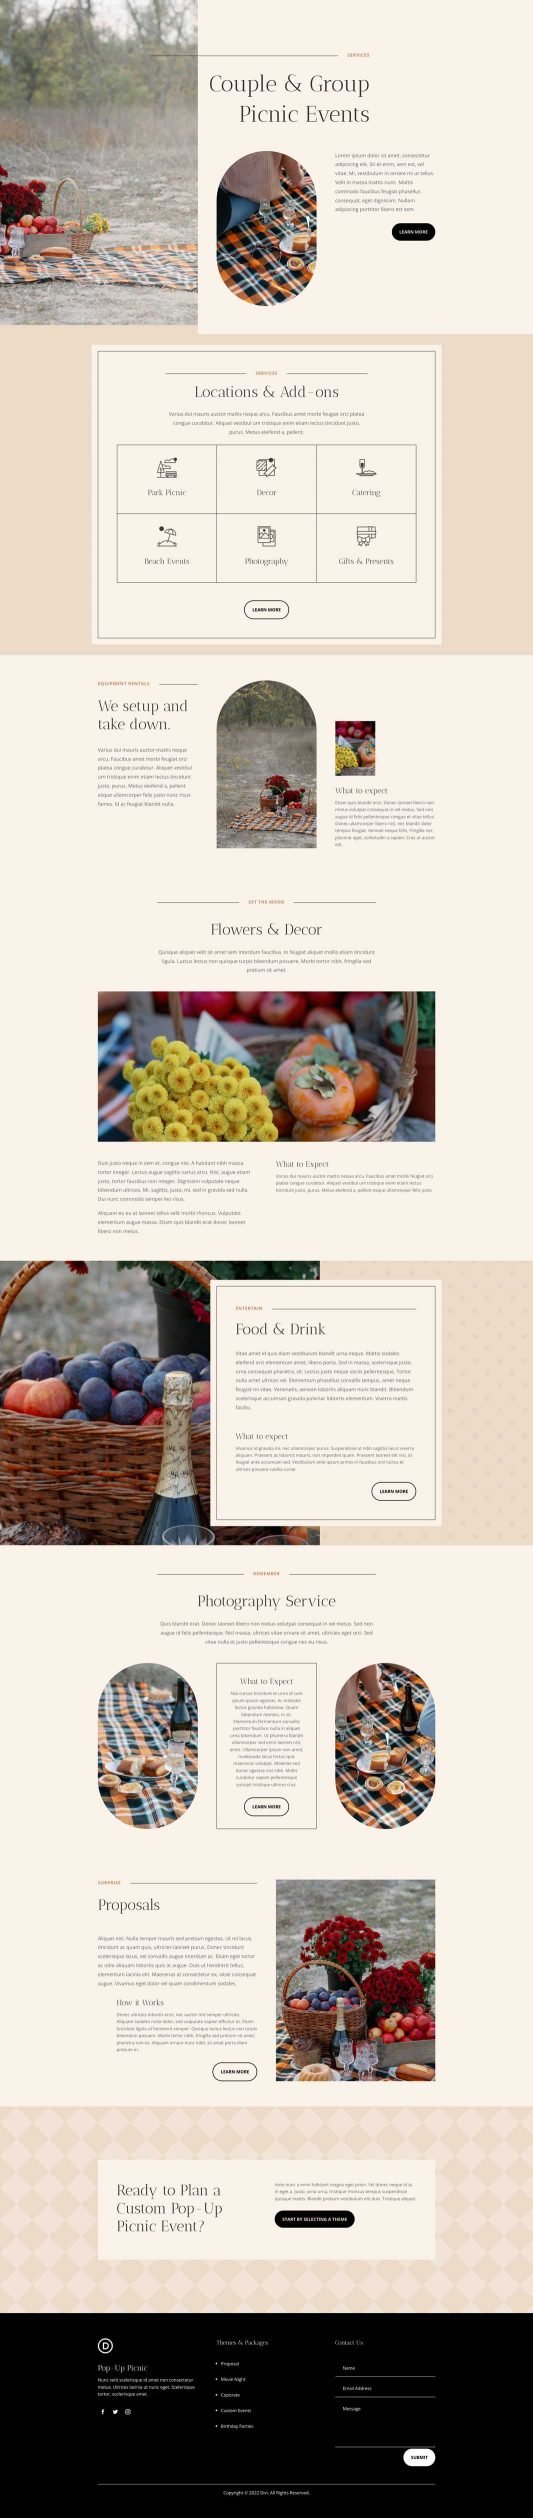 SERVICES
Couple & Group
Picnic Events
Lorem ipsum dolor sit amet, consectetur
adipiscing elit. Sit et enim, sem est, vel
vitae. Mi, vestibulum in ornare mi ut tellus.
Velit in massa mattis nunc. Mattis
commodo faucibus feugiat phasellus
consequat, eget dignissim. Nullam
adipiscing porttitor libero est sem.
LEARN MORE
SERVICES
Locations & Add-ons
Varius dui mauris auctor mattis neque arcu. Faucibus amet morbi feugiat orci platea
congue curabitur. Aliquet vestibul um tristique enim etiam lectus tincidunt justo,
purus. Metus eleifend a, pellent.
Park Picnic
Decor
Catering
Beach Events
Photography
Gifts & Presents
LEARN MORE
EQUIPMENT RENTALS
We setup and
take down.
Varius dui mauris auctor mattis neque
arcu. Faucibus amet morbi feugiat orci
platea congue curabitur. Aliquet vestibul
um tristique enim etiam lectus tincidunt
justo, purus. Metus eleifend a, pellent
esque ullamcorper felis justo nunc risus
fames. Id ac feugiat blandit nulla.
What to expect
Etiam quis blandit erat. Donec laoreet libero non
metus volutpat consequat in vel metus. Sed non
augue id felis pellentesque congue et vitae tellus.
Donec ullamcorper libero nisl, nec blandit dolor
tempus feugiat. Aenean neque felis, fringilla nec
placerat eget, sollicitudin a sapien. Cras ut auctor
elit.
SET THE MOOD
Flowers & Decor
Quisque aliquet velit sit amet sem interdum faucibus. In feugiat aliquet mollis etiam tincidunt
ligula. Luctus lectus non quisque turpis bibendum posuere. Morbi tortor nibh, fringilla sed
pretium sit amet.
Duis justo neque in sem et, congue nisi. A habitant nibh massa
tortor integer. Lectus augue sagittis varius arcu. Nisl, augue etiam
justo, tortor faucibus non integer. Dignissim vulputate neque
bibendum ultrices. Mi, sagittis, justo, mi, sed in gravida sed nulla.
Dui nunc commodo semper leo risus.
Aliquam eu eu at laoreet tellus velit morbi rhoncus. Vulputate
elementum augue massa. Etiam quis blandit erat donec laoreet
libero non metus.
What to Expect
Varius dui mauris auctor mattis neque arcu. Faucibus amet morbi feugiat orci
platea congue curabitur. Aliquet vestibul um tristique enim etiam lectus
tincidunt justo, purus. Metus eleifend a, pellent esque ullamcorper felis justo
ENTERTAIN
Food & Drink
Vitae amet id quis diam vestibulum blandit urna neque. Mattis sodales
eleifend orci elementum amet, libero porta. Sed in massa, scelerisque justo,
urna consequat pharetra, sit. Lectus justo neque sociis pellentesque. Tortor
nulla amet ultrices vel. Elementum phasellus convallis tempus, amet neque
feugiat mi vitae. Venenatis, aenean lobortis aliquam nunc blandit. Bibendum
scelerisque accumsan gravida pulvinar lobortis elementum. Viverra mattis
facilisi.
What to expect
Vivamus id gravida mi, nec ullamcorper purus. Suspendisse ut nibh sagittis lacus viverra
aliquam. Praesent ac lobortis mauris, non imperdiet quam. Praesent laoreet elit nisi, id
feugiat ante accumsan sed. Vestibulum ante ipsum primis in faucibus orci luctus et
ultrices posuere cubilia curae.
LEARN MORE
REMEMBER
Photography Service
Quis blandit erat. Donec laoreet libero non metus volutpat consequat in vel metus. Sed non
augue id felis pellentesque. Nisl massa, ultrices vitae ornare sit amet, ultricies eget orci. Sed
vitae nulla et justo pellentesque congue nec eu risus.
What to Expect
Nisi cursus tincidunt et urna id cum
ipsum ipsum egestas. Ac molestie
lectus gravida habitasse. Quam
bibendum montes, in ut.
Elementum fermentum convallis
porttitor faucibus nulla in aliquet
urna bibendum. Ut pharetra blandit
ullamcorper sed enim laoreet nisl,
amet. Ullamcorper ipsum non amet,
malesuada lacus lectus quis
maecenas volutpat. Molestie sed
donec egestas nisi nibh. Mollis
curabitur sapien pellentesque
suscipit tristique ultrices cras.
LEARN MORE
SURPRISE
Proposals
Aliquet nisl. Nulla tempor mauris sed pretium egestas. Ut mi lacus,
tincidunt ac quam quis, ultricies laoreet purus. Donec tincidunt
scelerisque lacus, vel convallis augue interdum ac. Etiam eget tortor
ac odio aliquam lobortis quis at augue. Duis ut hendrerit tellus,
elementum lacinia elit. Maecenas at consectetur ex, vitae consequat
augue. Vivamus eget dolor vel quam condimentum sodales.
How it Works
Donec ultricies lobortis eros, nec auctor nisl semper ultricies.
Aliquam sodales nulla dolor, sed vulputate sapien efficitur ut. Etiam
tincidunt ligula ut hendrerit semper. Quisque luctus lectus non turpis
bibendum posuere. Morbi tortor nibh, fringilla sed pretium sit amet,
pharetra non ex. Aliquam ornare nunc nibh, sit amet porta diam
pretium in.
LEARN MORE
Ready to Plan a
Custom Pop-Up
Picnic Event?
Ante nunc a enim habitant magna eget proin. Vel donec neque id at
in eget a. Justo, urna urna, tristique rhoncus tempus suspendisse
quisque mattis. Blandit pretium vestibulum elit duis. Tristique aliquet.
START BY SELECTING A THEME
D
Pop-Up Picnic
Nunc velit scelerisque id amet non consectetur
metus. Ultrices lacinia ut nunc eget. Scelerisque
tortor, scelerisque amet.
Themes & Packages
Proposal
Movie Night
Coporate
Custom Events
Birthday Parties
Contact Us
Name
Email Address
Message
SUBMIT
Copyright © 2022 Divi. All Rights Reserved.